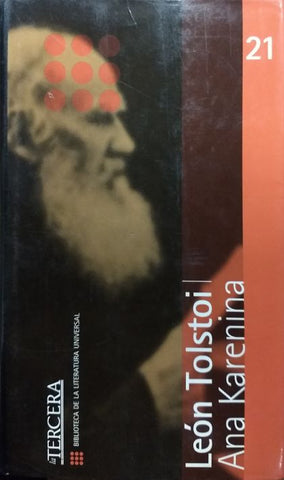 21
León Tolstoi |
Ana Karenina
la TERCERA
BIBLIOTECA DE LA LITERATURA UNIVERSAL